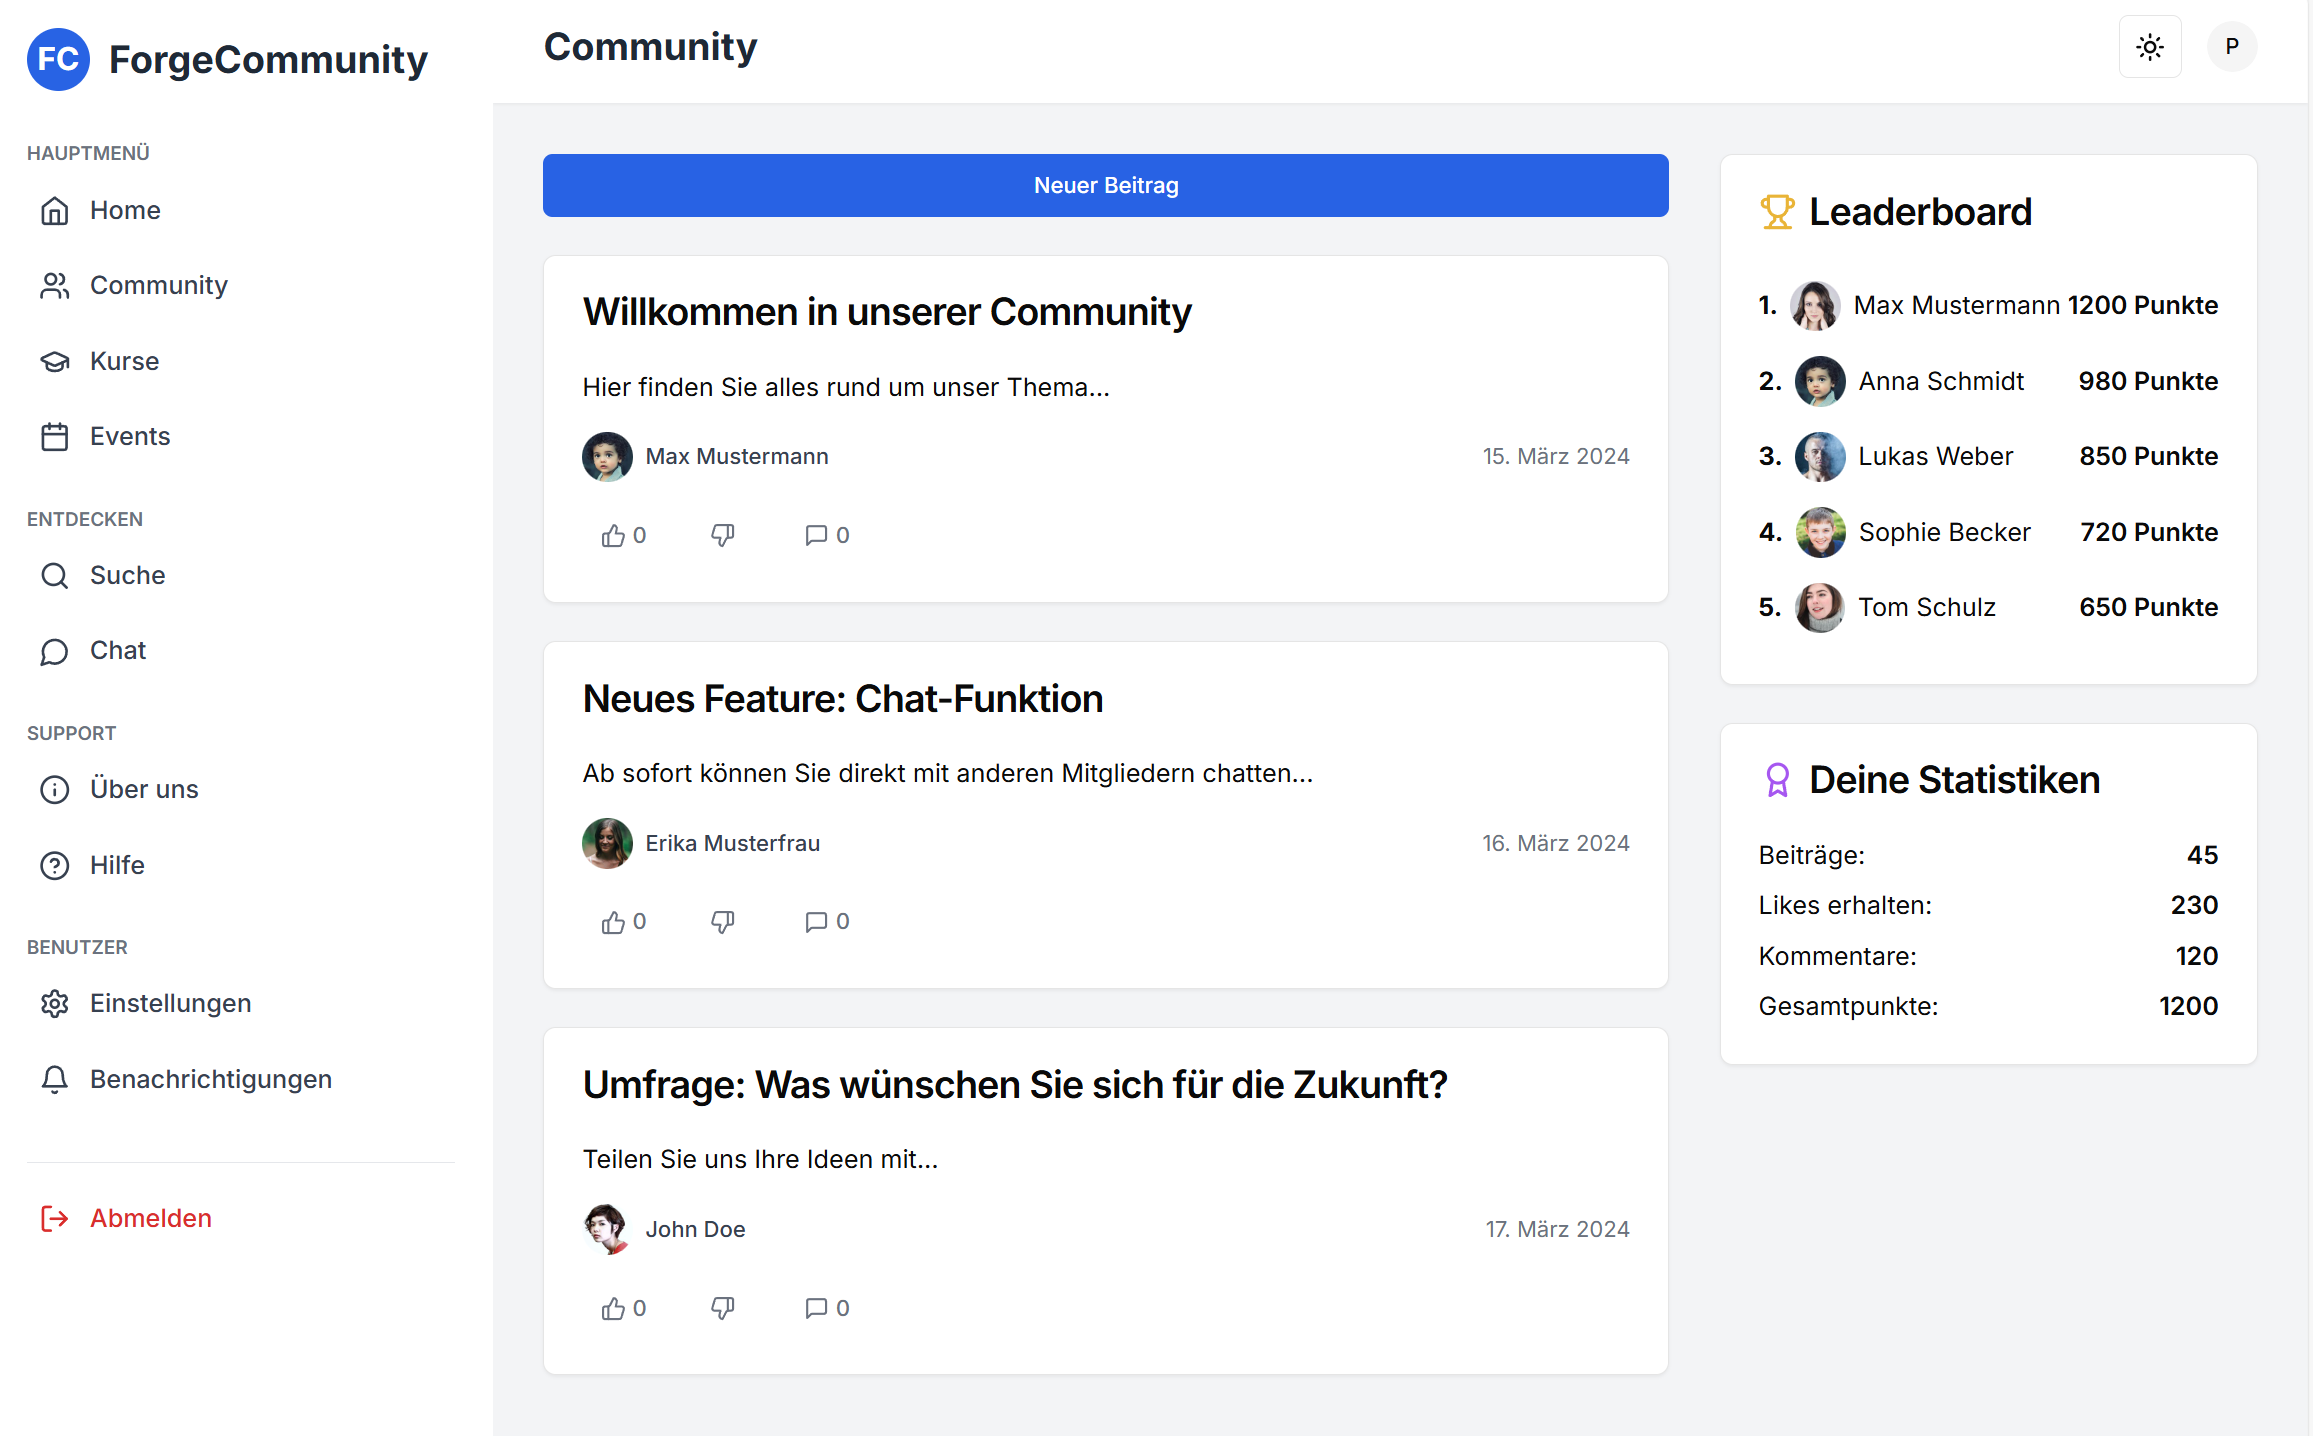 FC ForgeCommunity
HAUPTMENÜ
Home
Community
Kurse
Events
ENTDECKEN
Suche
Chat
SUPPORT
Über uns
Hilfe
BENUTZER
Einstellungen
Benachrichtigungen
Abmelden
Community
P
Neuer Beitrag
Willkommen in unserer Community
Hier finden Sie alles rund um unser Thema...
Max Mustermann 15. März 2024
0 0
Neues Feature: Chat-Funktion
Ab sofort können Sie direkt mit anderen Mitgliedern chatten...
Erika Musterfrau 16. März 2024
0 0
Umfrage: Was wünschen Sie sich für die Zukunft?
Teilen Sie uns Ihre Ideen mit...
John Doe 17. März 2024
0 0
Leaderboard
1. Max Mustermann 1200 Punkte
2. Anna Schmidt 980 Punkte
3. Lukas Weber 850 Punkte
4. Sophie Becker 720 Punkte
5. Tom Schulz 650 Punkte
Deine Statistiken
Beiträge: 45
Likes erhalten: 230
Kommentare: 120
Gesamtpunkte: 1200